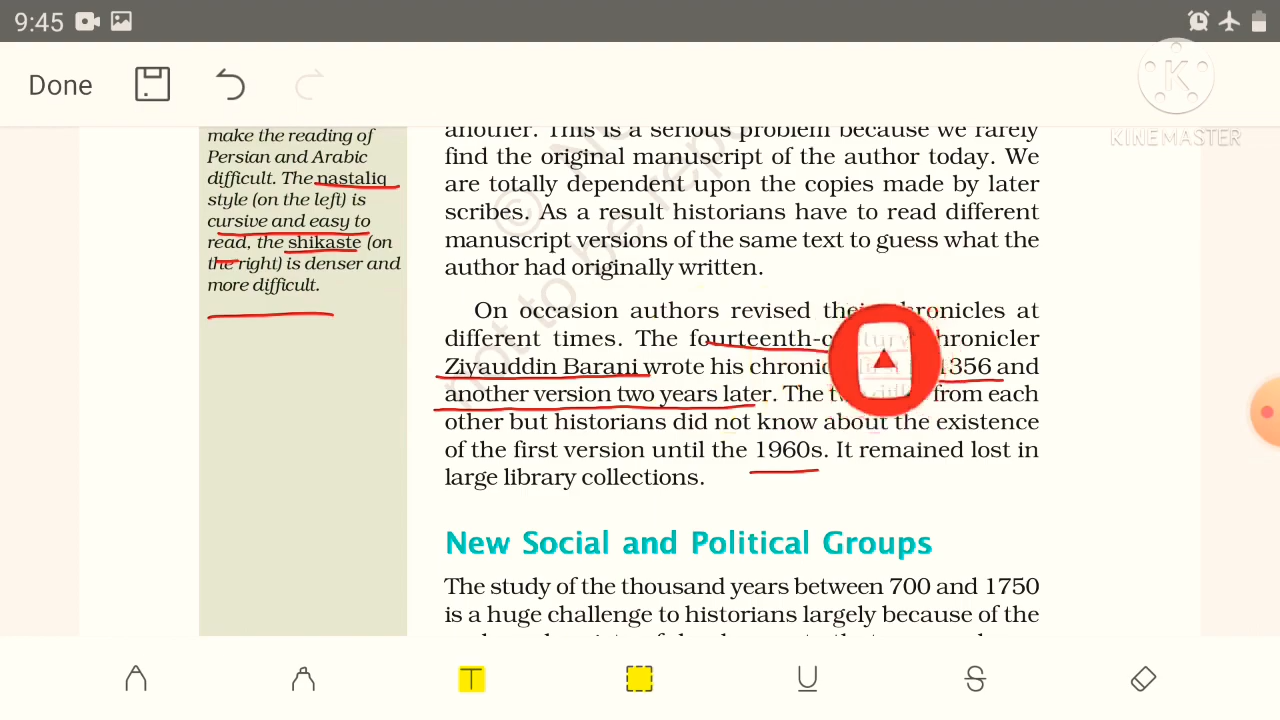 9:45
Done
KINEMASTER
make the reading of
Persian and Arabic
difficult. The nastaliq
style (on the left) is
cursive and easy to
read, the shikaste (on
the right) is denser and
more difficult.
another. This is a serious problem because we rarely
find the original manuscript of the author today. We
are totally dependent upon the copies made by later
scribes. As a result historians have to read different
manuscript versions of the same text to guess what the
author had originally written.
On occasion authors revised their chronicles at
different times. The fourteenth-century chronicler
Ziyauddin Barani wrote his 1356 and
another version two years later. The from each
other but historians did not know about the existence
of the first version until the 1960s. It remained lost in
large library collections.
New Social and Political Groups
The study of the thousand years between 700 and 1750
is a huge challenge to historians largely because of the